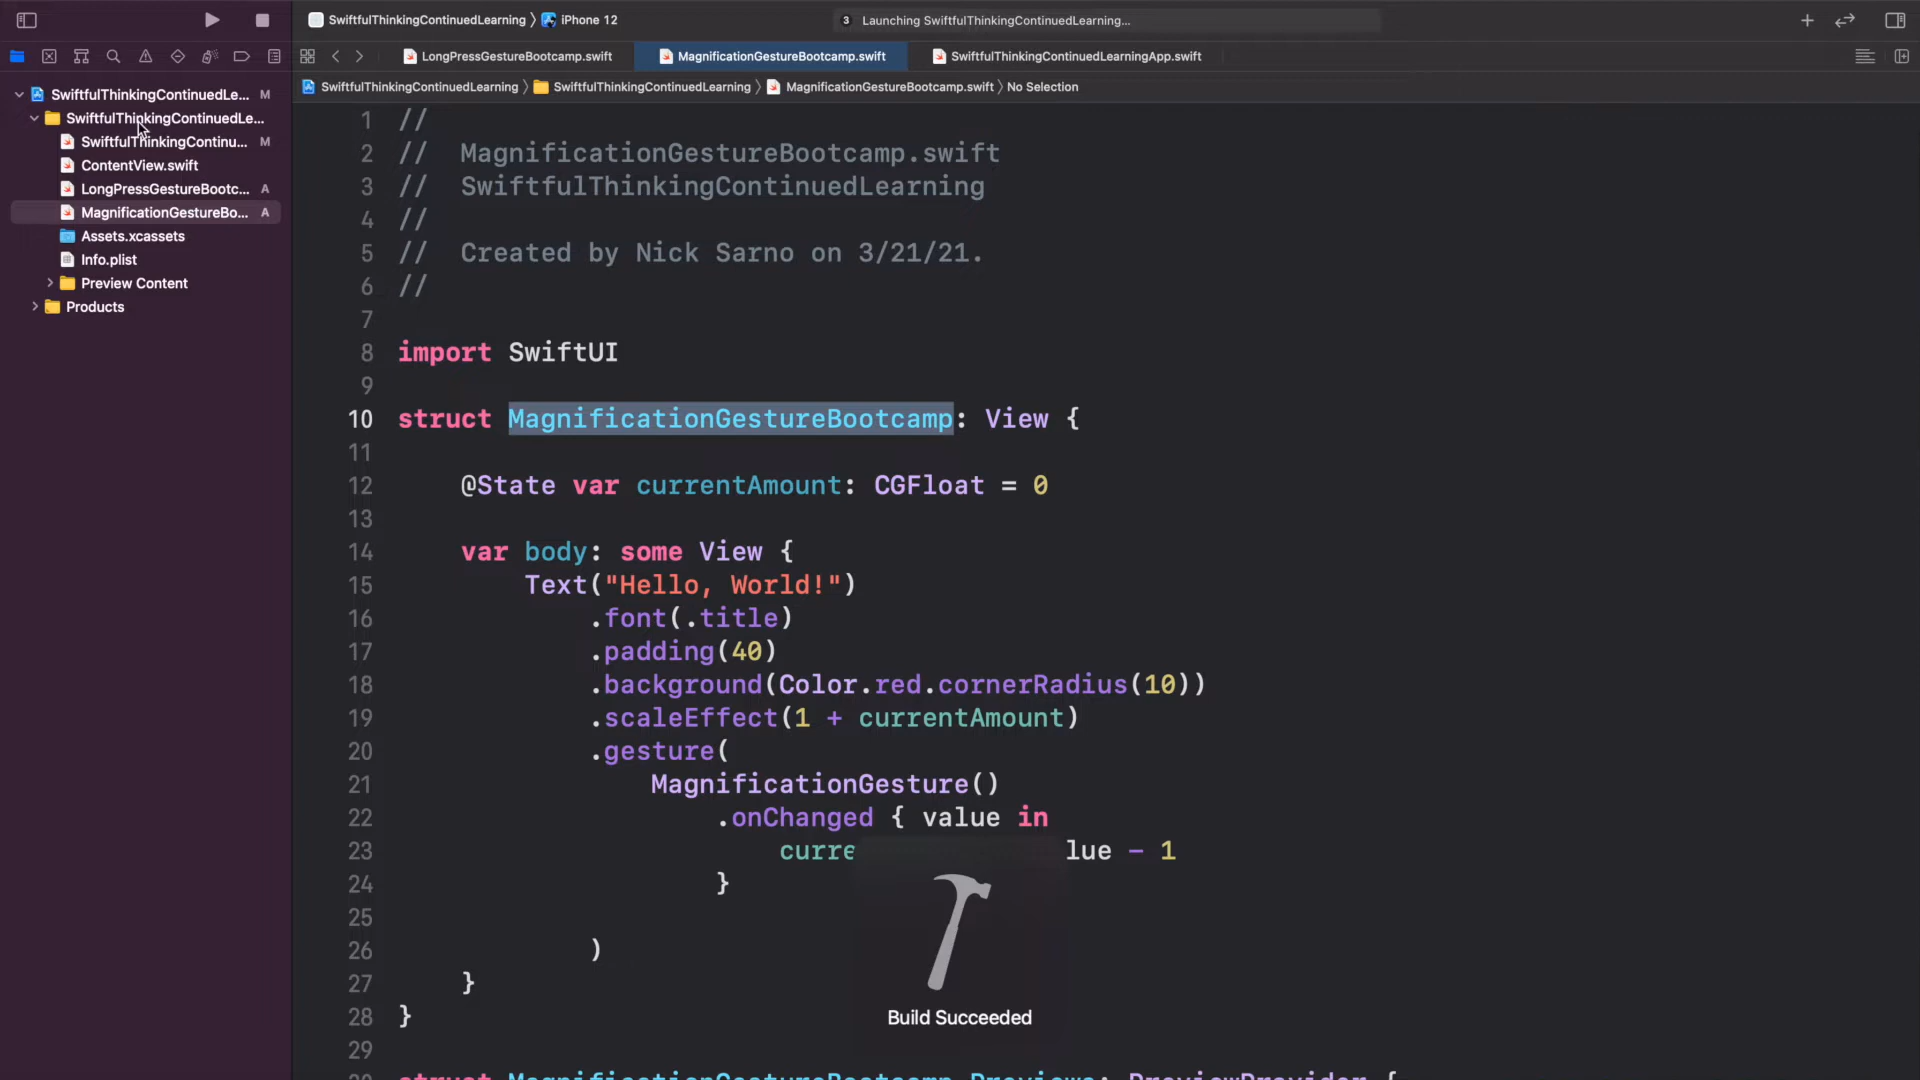 SwiftfulThinkingContinuedLearning 〉 iPhone 12
3 Launching SwiftfulThinkingContinuedLearning...
LongPressGestureBootcamp.swift
MagnificationGestureBootcamp.swift
SwiftfulThinkingContinuedLearningApp.swift
SwiftfulThinkingContinuedLearning 〉 SwiftfulThinkingContinuedLearning 〉 MagnificationGestureBootcamp.swift 〉 No Selection
SwiftfulThinkingContinuedLe... M
SwiftfulThinkingContinuedLe...
SwiftfulThinkingContinu... M
ContentView.swift
LongPressGestureBootc... A
MagnificationGestureBo... A
Assets.xcassets
Info.plist
Preview Content
Products
1 //
2 //  MagnificationGestureBootcamp.swift
3 //  SwiftfulThinkingContinuedLearning
4 //
5 //  Created by Nick Sarno on 3/21/21.
6 //
7
8 import SwiftUI
9
10 struct MagnificationGestureBootcamp: View {
11
12     @State var currentAmount: CGFloat = 0
13
14     var body: some View {
15         Text("Hello, World!")
16             .font(.title)
17             .padding(40)
18             .background(Color.red.cornerRadius(10))
19             .scaleEffect(1 + currentAmount)
20             .gesture(
21                 MagnificationGesture()
22                     .onChanged { value in
23                         curre lue - 1
24                     }
25
26             )
27     }
28 }
29
struct MagnificationGestureBootcamp_Previews: PreviewProvider {
Build Succeeded